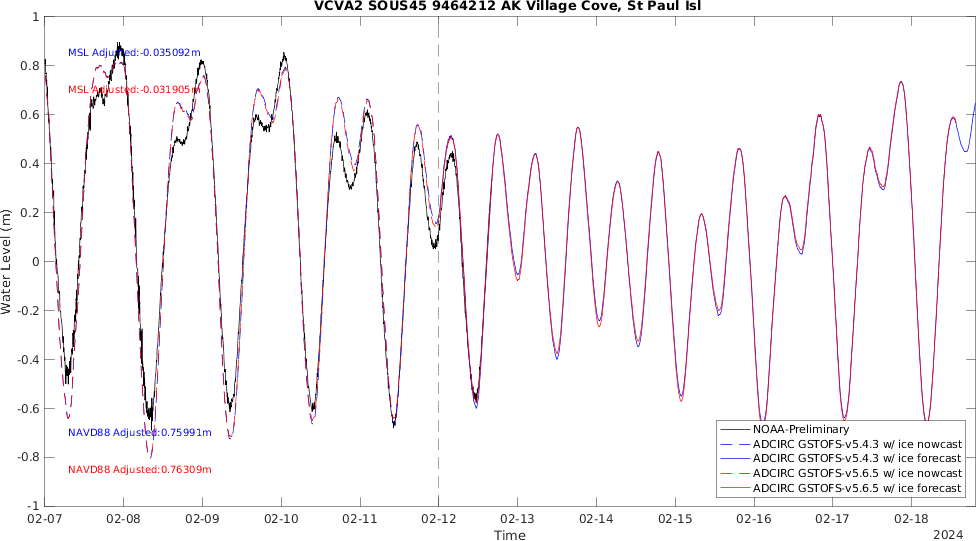 VCVA2 SOUS45 9464212 AK Village Cove, St Paul Isl
1
0.8
0.6
0.4
0.2
0
-0.2
-0.4
-0.6
-0.8
-1
Water Level (m)
MSL Adjusted:-0.035092m
MSL Adjusted:-0.031905m
NAVD88 Adjusted:0.75991m
NAVD88 Adjusted:0.76309m
NOAA-Preliminary
ADCIRC GSTOFS-v5.4.3 w/ ice nowcast
ADCIRC GSTOFS-v5.4.3 w/ ice forecast
ADCIRC GSTOFS-v5.6.5 w/ ice nowcast
ADCIRC GSTOFS-v5.6.5 w/ ice forecast
02-07 02-08 02-09 02-10 02-11 02-12 02-13 02-14 02-15 02-16 02-17 02-18
Time
2024